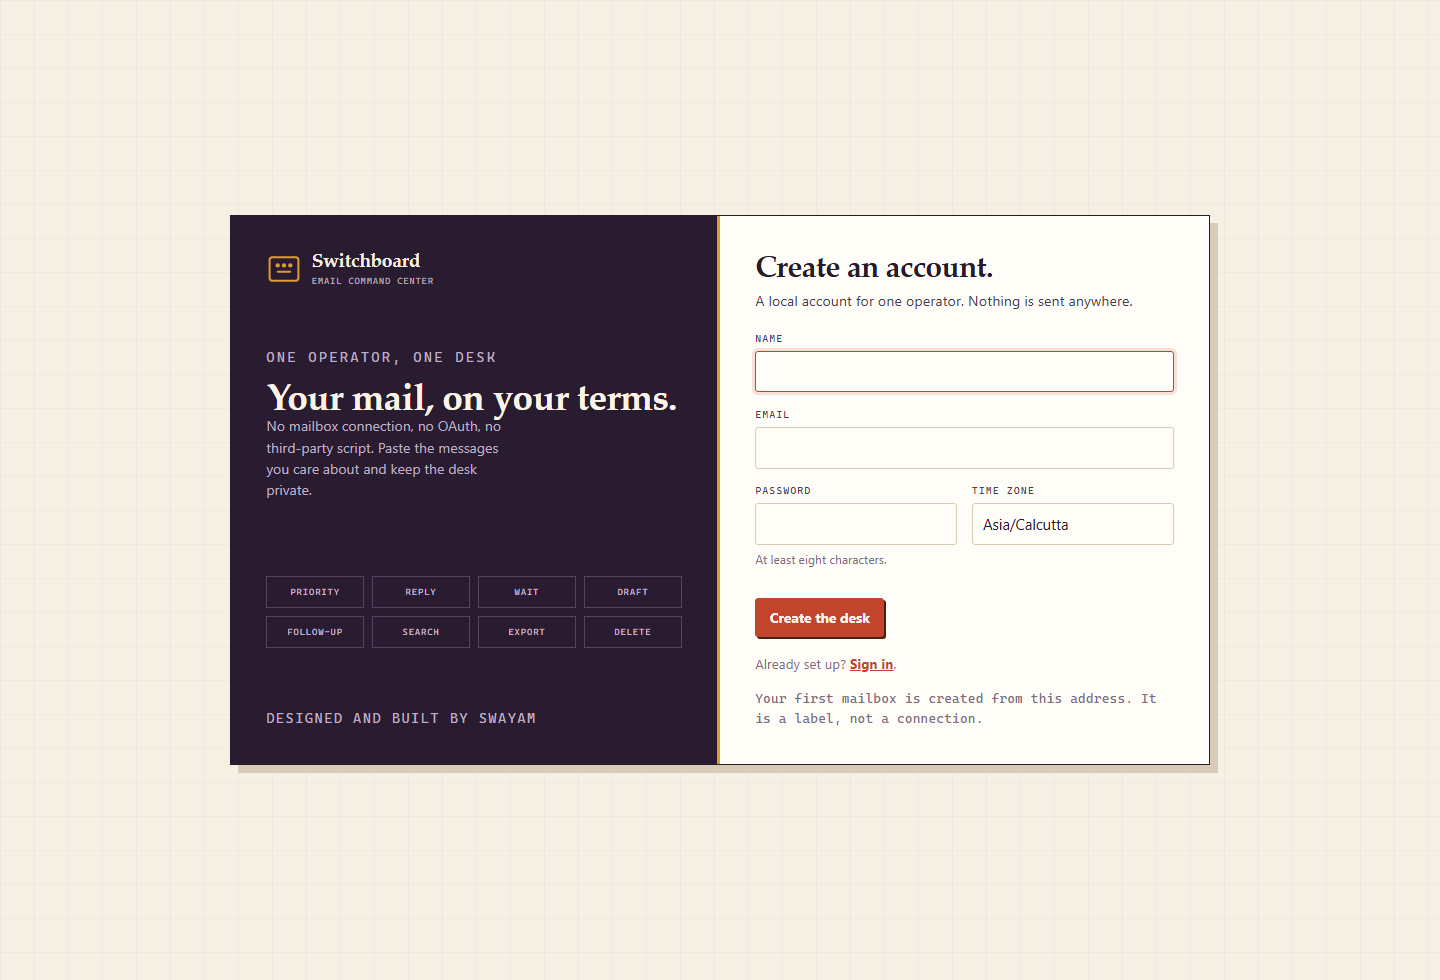 Switchboard
EMAIL COMMAND CENTER
ONE OPERATOR, ONE DESK
Your mail, on your terms.
No mailbox connection, no OAuth, no
third-party script. Paste the messages
you care about and keep the desk
private.
PRIORITY
REPLY
WAIT
DRAFT
FOLLOW-UP
SEARCH
EXPORT
DELETE
DESIGNED AND BUILT BY SWAYAM
Create an account.
A local account for one operator. Nothing is sent anywhere.
NAME
EMAIL
PASSWORD
TIME ZONE
Asia/Calcutta
At least eight characters.
Create the desk
Already set up? Sign in.
Your first mailbox is created from this address. It
is a label, not a connection.